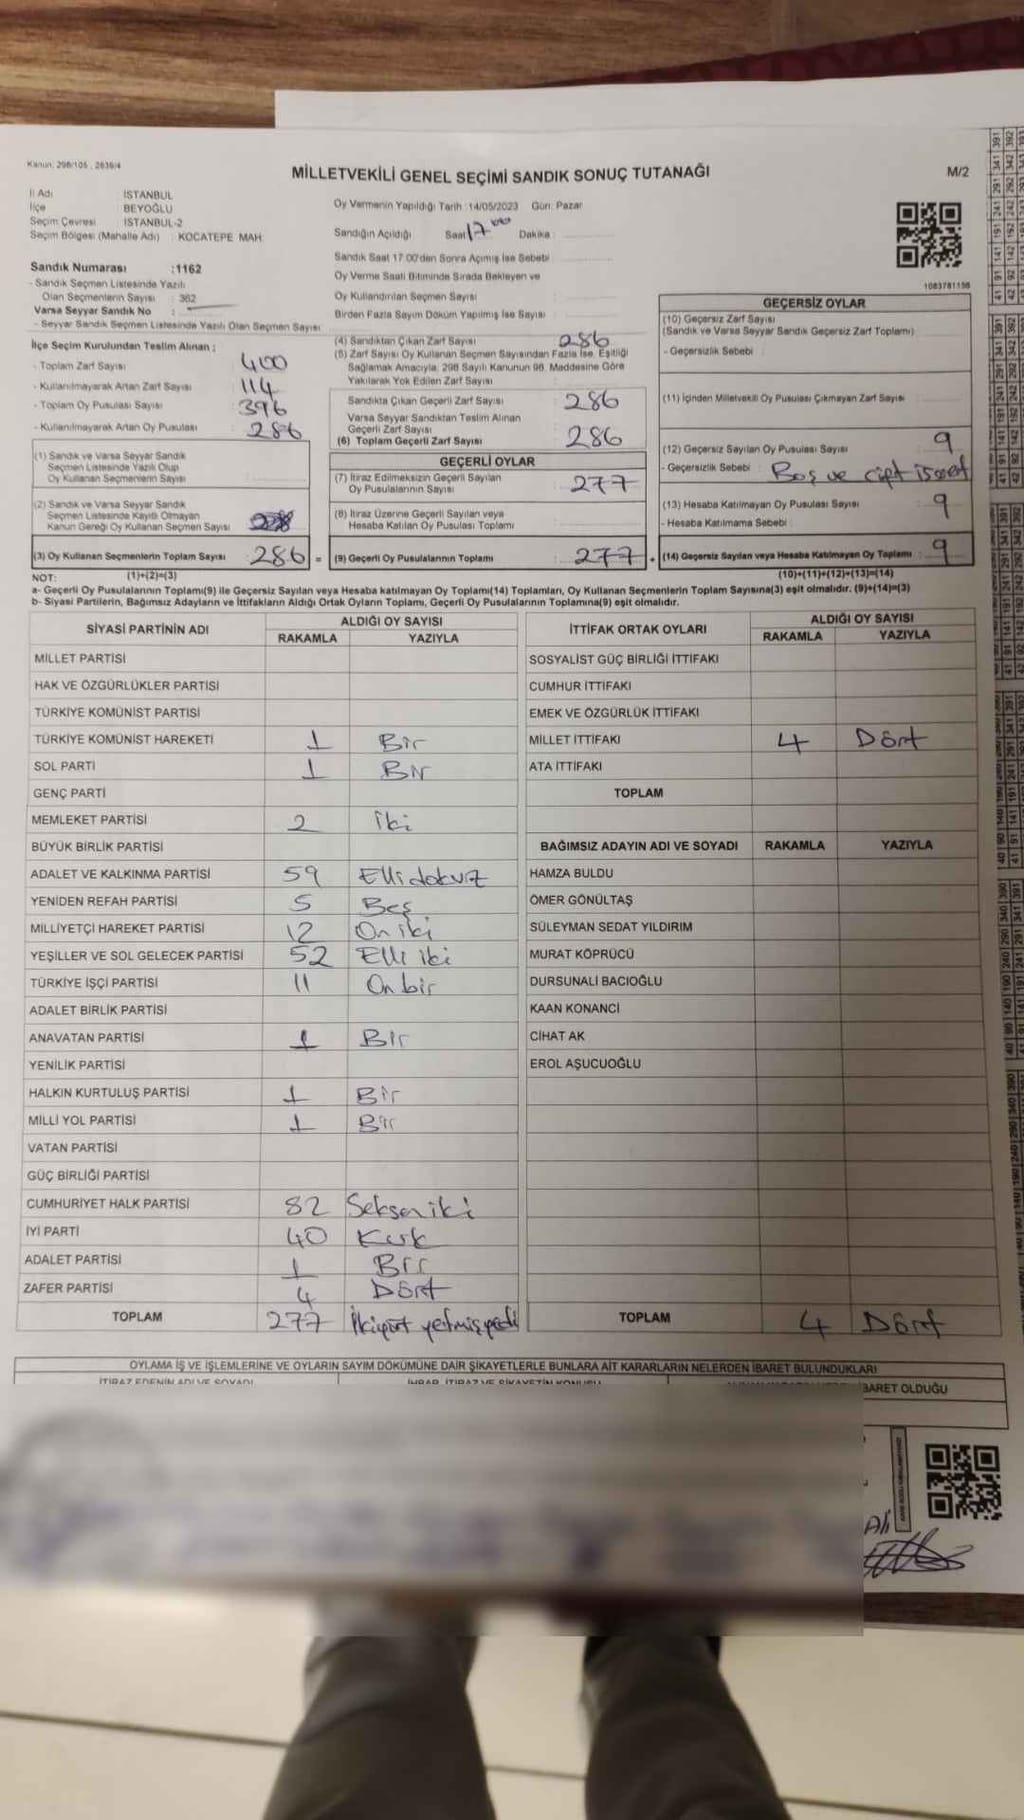 Kanun: 298/105 , 2839/4
MİLLETVEKİLİ GENEL SEÇİMİ SANDIK SONUÇ TUTANAĞI
M/2
İl Adı İSTANBUL
İlçe BEYOĞLU
Seçim Çevresi : İSTANBUL-2
Seçim Bölgesi (Mahalle Adı) : KOCATEPE MAH.
Sandık Numarası :1162
- Sandık Seçmen Listesinde Yazılı
Olan Seçmenlerin Sayısı : 382
Varsa Seyyar Sandık No :
- Seyyar Sandık Seçmen Listesinde Yazılı Olan Seçmen Sayısı
İlçe Seçim Kurulundan Teslim Alınan ;
- Toplam Zarf Sayısı 400
- Kullanılmayarak Artan Zarf Sayısı 114
- Toplam Oy Pusulası Sayısı 396
- Kullanılmayarak Artan Oy Pusulası 286
(1) Sandık ve Varsa Seyyar Sandık
Seçmen Listesinde Yazılı Olup
Oy Kullanan Seçmenlerin Sayısı
(2) Sandık ve Varsa Seyyar Sandık
Seçmen Listesinde Kayıtlı Olmayan
Kanun Gereği Oy Kullanan Seçmen Sayısı
(3) Oy Kullanan Seçmenlerin Toplam Sayısı 286 =
Oy Vermenin Yapıldığı Tarih :14/05/2023 Gün: Pazar
Sandığın Açıldığı Saat 17 00 Dakika :
Sandık Saat 17.00'den Sonra Açılmış İse Sebebi :
Oy Verme Saati Bitiminde Sırada Bekleyen ve
Oy Kullandırılan Seçmen Sayısı :
Birden Fazla Sayım Döküm Yapılmış İse Sayısı :
(4) Sandıktan Çıkan Zarf Sayısı 286
(5) Zarf Sayısı Oy Kullanan Seçmen Sayısından Fazla İse, Eşitliği
Sağlamak Amacıyla, 298 Sayılı Kanunun 98. Maddesine Göre
Yakılarak Yok Edilen Zarf Sayısı
Sandıkta Çıkan Geçerli Zarf Sayısı : 286
Varsa Seyyar Sandıktan Teslim Alınan
Geçerli Zarf Sayısı
(6) Toplam Geçerli Zarf Sayısı 286
GEÇERLİ OYLAR
(7) İtiraz Edilmeksizin Geçerli Sayılan
Oy Pusulalarının Sayısı : 277
(8) İtiraz Üzerine Geçerli Sayılan veya
Hesaba Katılan Oy Pusulası Toplamı
(9) Geçerli Oy Pusulalarının Toplamı : 277 +
1083781158
GEÇERSİZ OYLAR
(10) Geçersiz Zarf Sayısı
(Sandık ve Varsa Seyyar Sandık Geçersiz Zarf Toplamı)
- Geçersizlik Sebebi :
(11) İçinden Milletvekili Oy Pusulası Çıkmayan Zarf Sayısı :
(12) Geçersiz Sayılan Oy Pusulası Sayısı 9
- Geçersizlik Sebebi : Boş ve çift isaret
(13) Hesaba Katılmayan Oy Pusulası Sayısı 9
- Hesaba Katılmama Sebebi :
(14) Geçersiz Sayılan veya Hesaba Katılmayan Oy Toplamı : 9
NOT: (1)+(2)=(3) (10)+(11)+(12)+(13)=(14)
a- Geçerli Oy Pusulalarının Toplamı(9) ile Geçersiz Sayılan veya Hesaba katılmayan Oy Toplamı(14) Toplamları, Oy Kullanan Seçmenlerin Toplam Sayısına(3) eşit olmalıdır. (9)+(14)=(3)
b- Siyasi Partilerin, Bağımsız Adayların ve İttifakların Aldığı Ortak Oyların Toplamı, Geçerli Oy Pusulalarının Toplamına(9) eşit olmalıdır.
SİYASİ PARTİNİN ADI ALDIĞI OY SAYISI
RAKAMLA YAZIYLA
MİLLET PARTİSİ
HAK VE ÖZGÜRLÜKLER PARTİSİ
TÜRKİYE KOMÜNİST PARTİSİ
TÜRKİYE KOMÜNİST HAREKETİ 1 Bir
SOL PARTİ 1 Bir
GENÇ PARTİ
MEMLEKET PARTİSİ 2 İki
BÜYÜK BİRLİK PARTİSİ
ADALET VE KALKINMA PARTİSİ 59 Elli dokuz
YENİDEN REFAH PARTİSİ 5 Beş
MİLLİYETÇİ HAREKET PARTİSİ 12 On iki
YEŞİLLER VE SOL GELECEK PARTİSİ 52 Elli iki
TÜRKİYE İŞÇİ PARTİSİ 11 On bir
ADALET BİRLİK PARTİSİ
ANAVATAN PARTİSİ 1 Bir
YENİLİK PARTİSİ
HALKIN KURTULUŞ PARTİSİ 1 Bir
MİLLİ YOL PARTİSİ 1 Bir
VATAN PARTİSİ
GÜÇ BİRLİĞİ PARTİSİ
CUMHURİYET HALK PARTİSİ 82 Seksen iki
İYİ PARTİ 40 Kırk
ADALET PARTİSİ 1 Bir
ZAFER PARTİSİ 4 Dört
TOPLAM 277 İkiyüz yetmiş yedi
İTTİFAK ORTAK OYLARI ALDIĞI OY SAYISI
RAKAMLA YAZIYLA
SOSYALİST GÜÇ BİRLİĞİ İTTİFAKI
CUMHUR İTTİFAKI
EMEK VE ÖZGÜRLÜK İTTİFAKI
MİLLET İTTİFAKI 4 Dört
ATA İTTİFAKI
TOPLAM
BAĞIMSIZ ADAYIN ADI VE SOYADI RAKAMLA YAZIYLA
HAMZA BULDU
ÖMER GÖNÜLTAŞ
SÜLEYMAN SEDAT YILDIRIM
MURAT KÖPRÜCÜ
DURSUNALİ BACIOĞLU
KAAN KONANCİ
CİHAT AK
EROL AŞUCUOĞLU
TOPLAM 4 Dört
OYLAMA İŞ VE İŞLEMLERİNE VE OYLARIN SAYIM DÖKÜMÜNE DAİR ŞİKAYETLERLE BUNLARA AİT KARARLARIN NELERDEN İBARET BULUNDUKLARI
İTİRAZ EDENİN ADI VE SOYADI İHBAR, İTİRAZ VE ŞİKAYETİN KONUSU
İBARET OLDUĞU
Ali